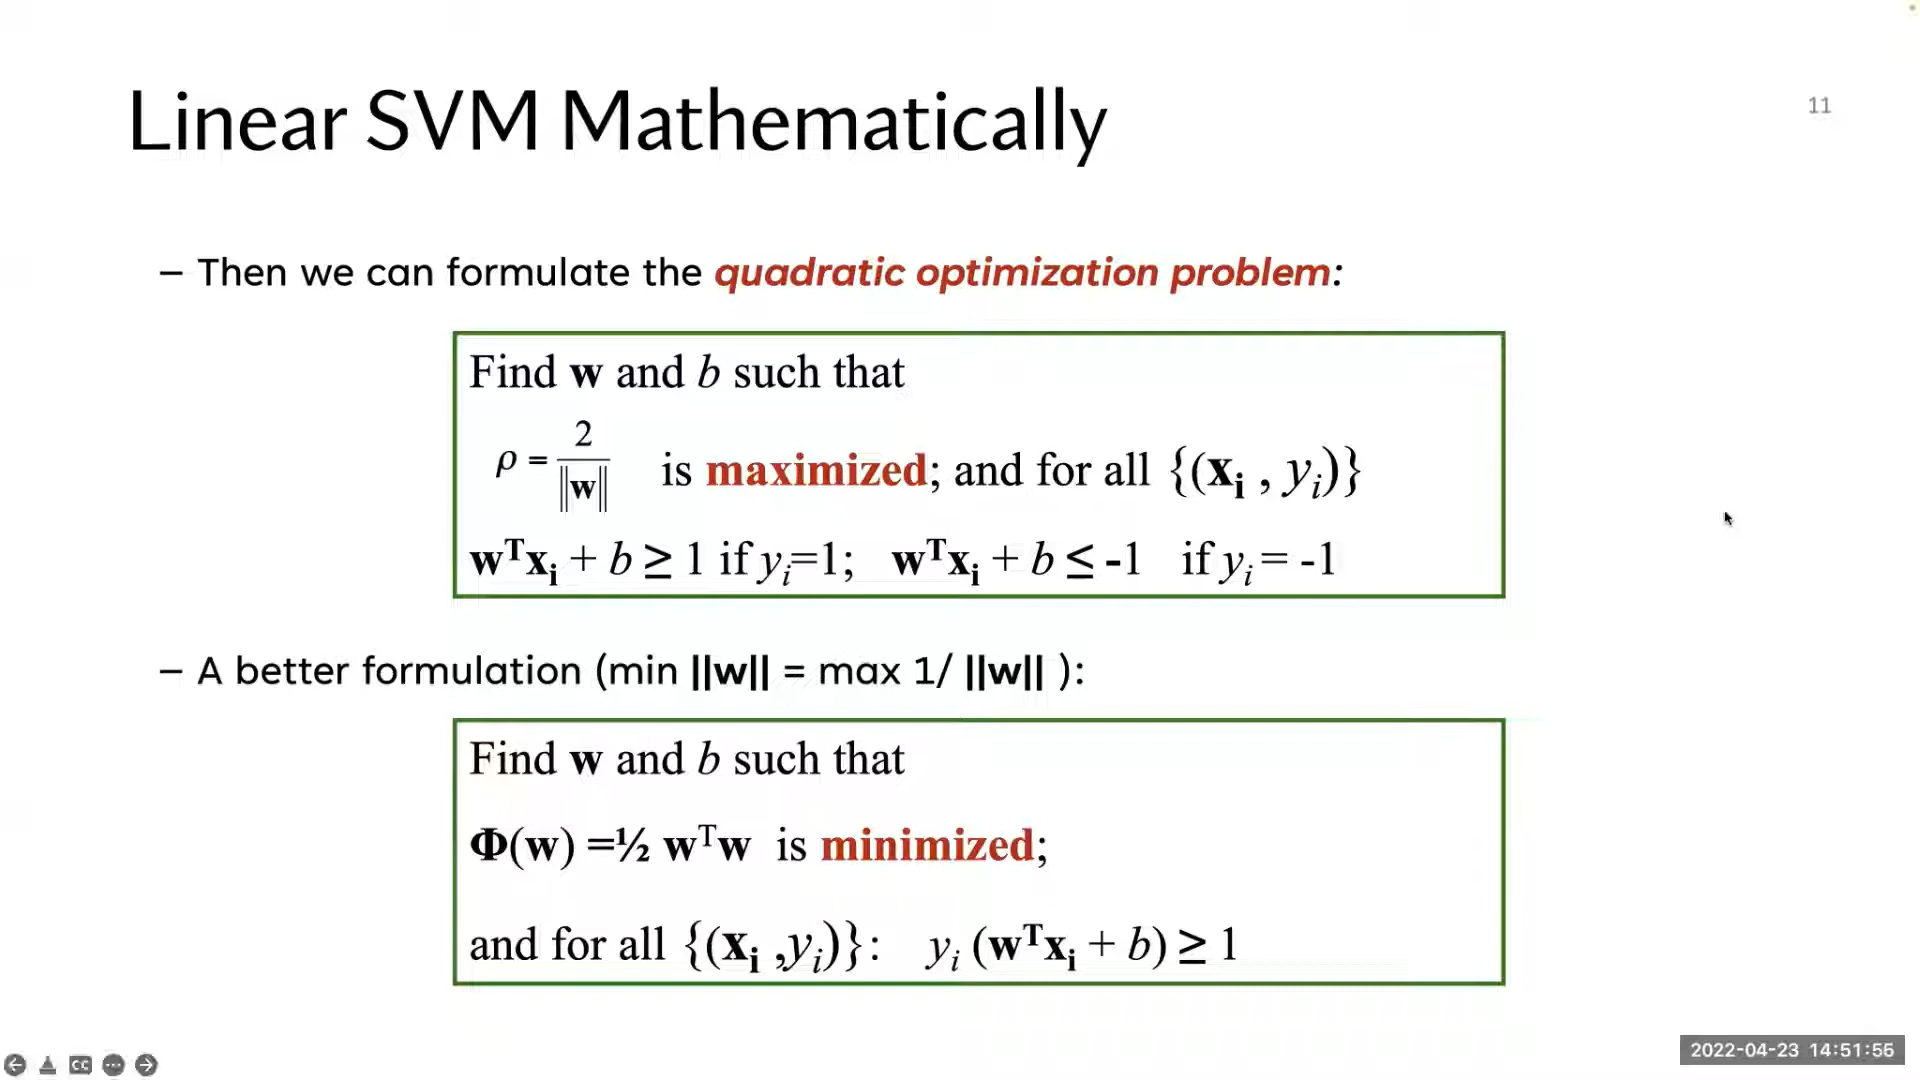 Linear SVM Mathematically
11
– Then we can formulate the quadratic optimization problem:
Find w and b such that
ρ = 2 / ||w|| is maximized; and for all {(xᵢ , yᵢ)}
wᵀxᵢ + b ≥ 1 if yᵢ=1; wᵀxᵢ + b ≤ -1 if yᵢ = -1
– A better formulation (min ||w|| = max 1/ ||w|| ):
Find w and b such that
Φ(w) =½ wᵀw is minimized;
and for all {(xᵢ ,yᵢ)}: yᵢ (wᵀxᵢ + b) ≥ 1
CC
2022-04-23 14:51:56